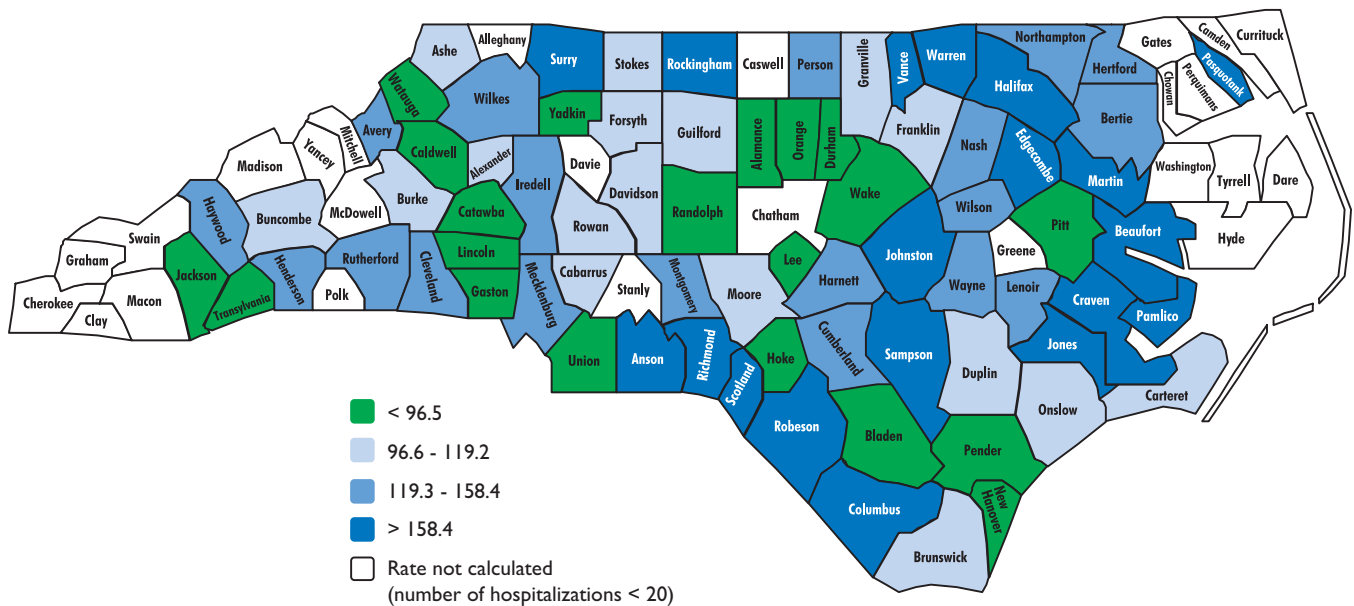 Ashe
Alleghany
Surry
Stokes
Rockingham
Caswell
Person
Granville
Vance
Warren
Northampton
Halifax
Hertford
Gates
Camden
Currituck
Pasquotank
Perquimans
Chowan
Bertie
Watauga
Wilkes
Yadkin
Forsyth
Guilford
Alamance
Orange
Durham
Franklin
Nash
Edgecombe
Martin
Washington
Tyrrell
Dare
Avery
Mitchell
Yancey
Madison
Caldwell
Alexander
Iredell
Davie
Davidson
Randolph
Chatham
Wake
Wilson
Pitt
Beaufort
Hyde
Haywood
Buncombe
McDowell
Burke
Catawba
Rowan
Lee
Harnett
Johnston
Greene
Swain
Graham
Jackson
Henderson
Rutherford
Cleveland
Lincoln
Gaston
Mecklenburg
Cabarrus
Stanly
Montgomery
Moore
Wayne
Lenoir
Craven
Pamlico
Cherokee
Clay
Macon
Transylvania
Polk
Union
Anson
Richmond
Scotland
Hoke
Cumberland
Sampson
Duplin
Jones
Carteret
Onslow
Robeson
Bladen
Pender
New
Hanover
Columbus
Brunswick
< 96.5
96.6 - 119.2
119.3 - 158.4
> 158.4
Rate not calculated
(number of hospitalizations < 20)